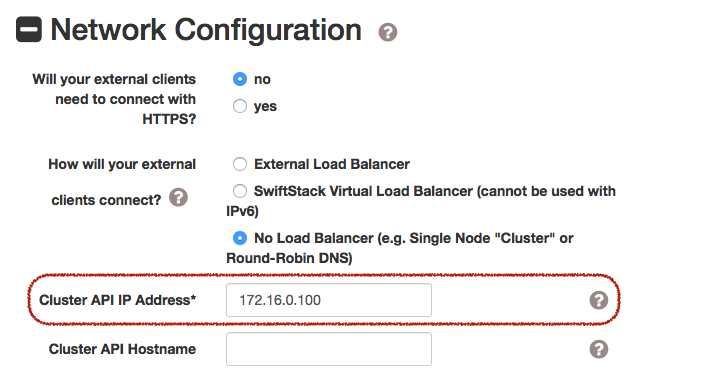 Network Configuration ?
Will your external clients
need to connect with
HTTPS?
no
yes
How will your external
clients connect? ?
External Load Balancer
SwiftStack Virtual Load Balancer (cannot be used with
IPv6)
No Load Balancer (e.g. Single Node "Cluster" or
Round-Robin DNS)
Cluster API IP Address* 172.16.0.100 ?
Cluster API Hostname ?